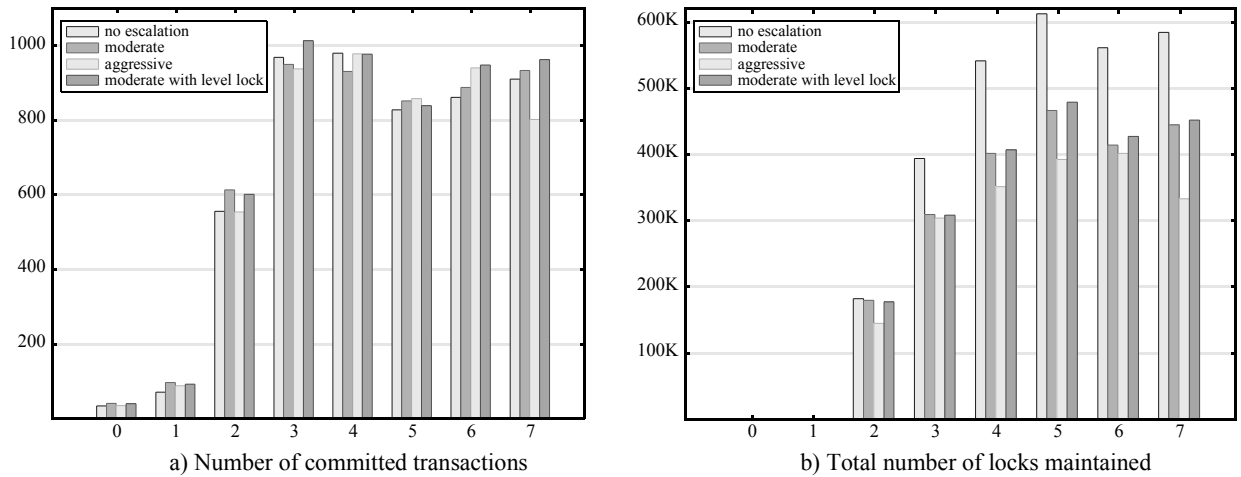 no escalation
moderate
aggressive
moderate with level lock
1000
800
600
400
200
0 1 2 3 4 5 6 7
a) Number of committed transactions
no escalation
moderate
aggressive
moderate with level lock
600K
500K
400K
300K
200K
100K
0 1 2 3 4 5 6 7
b) Total number of locks maintained